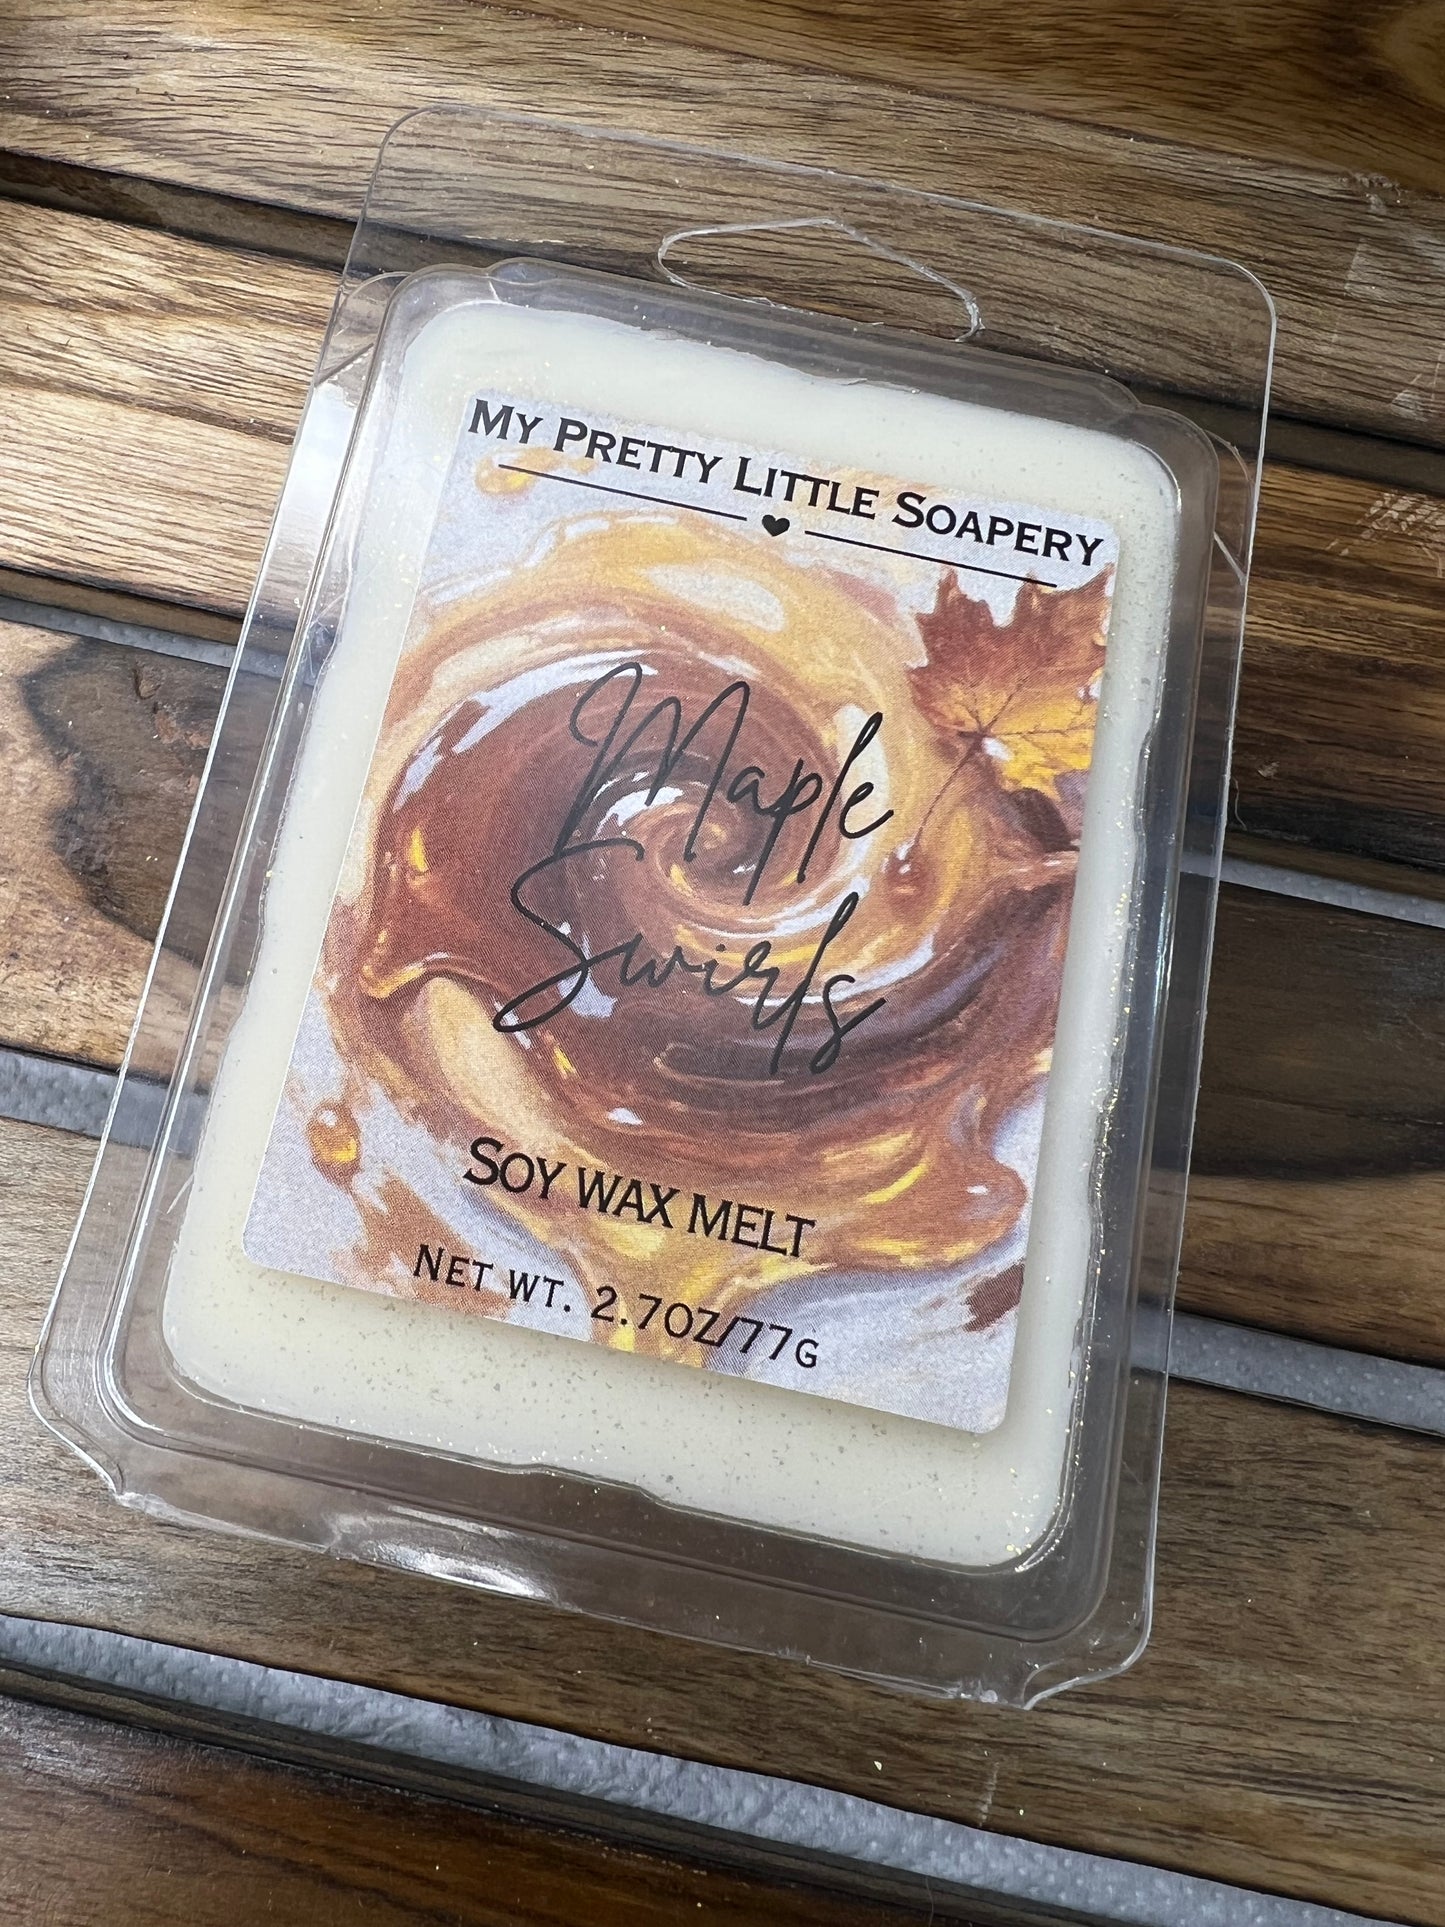 My Pretty Little Soapery
Maple
Swirls
Soy wax melt
Net wt. 2.7oz/77g